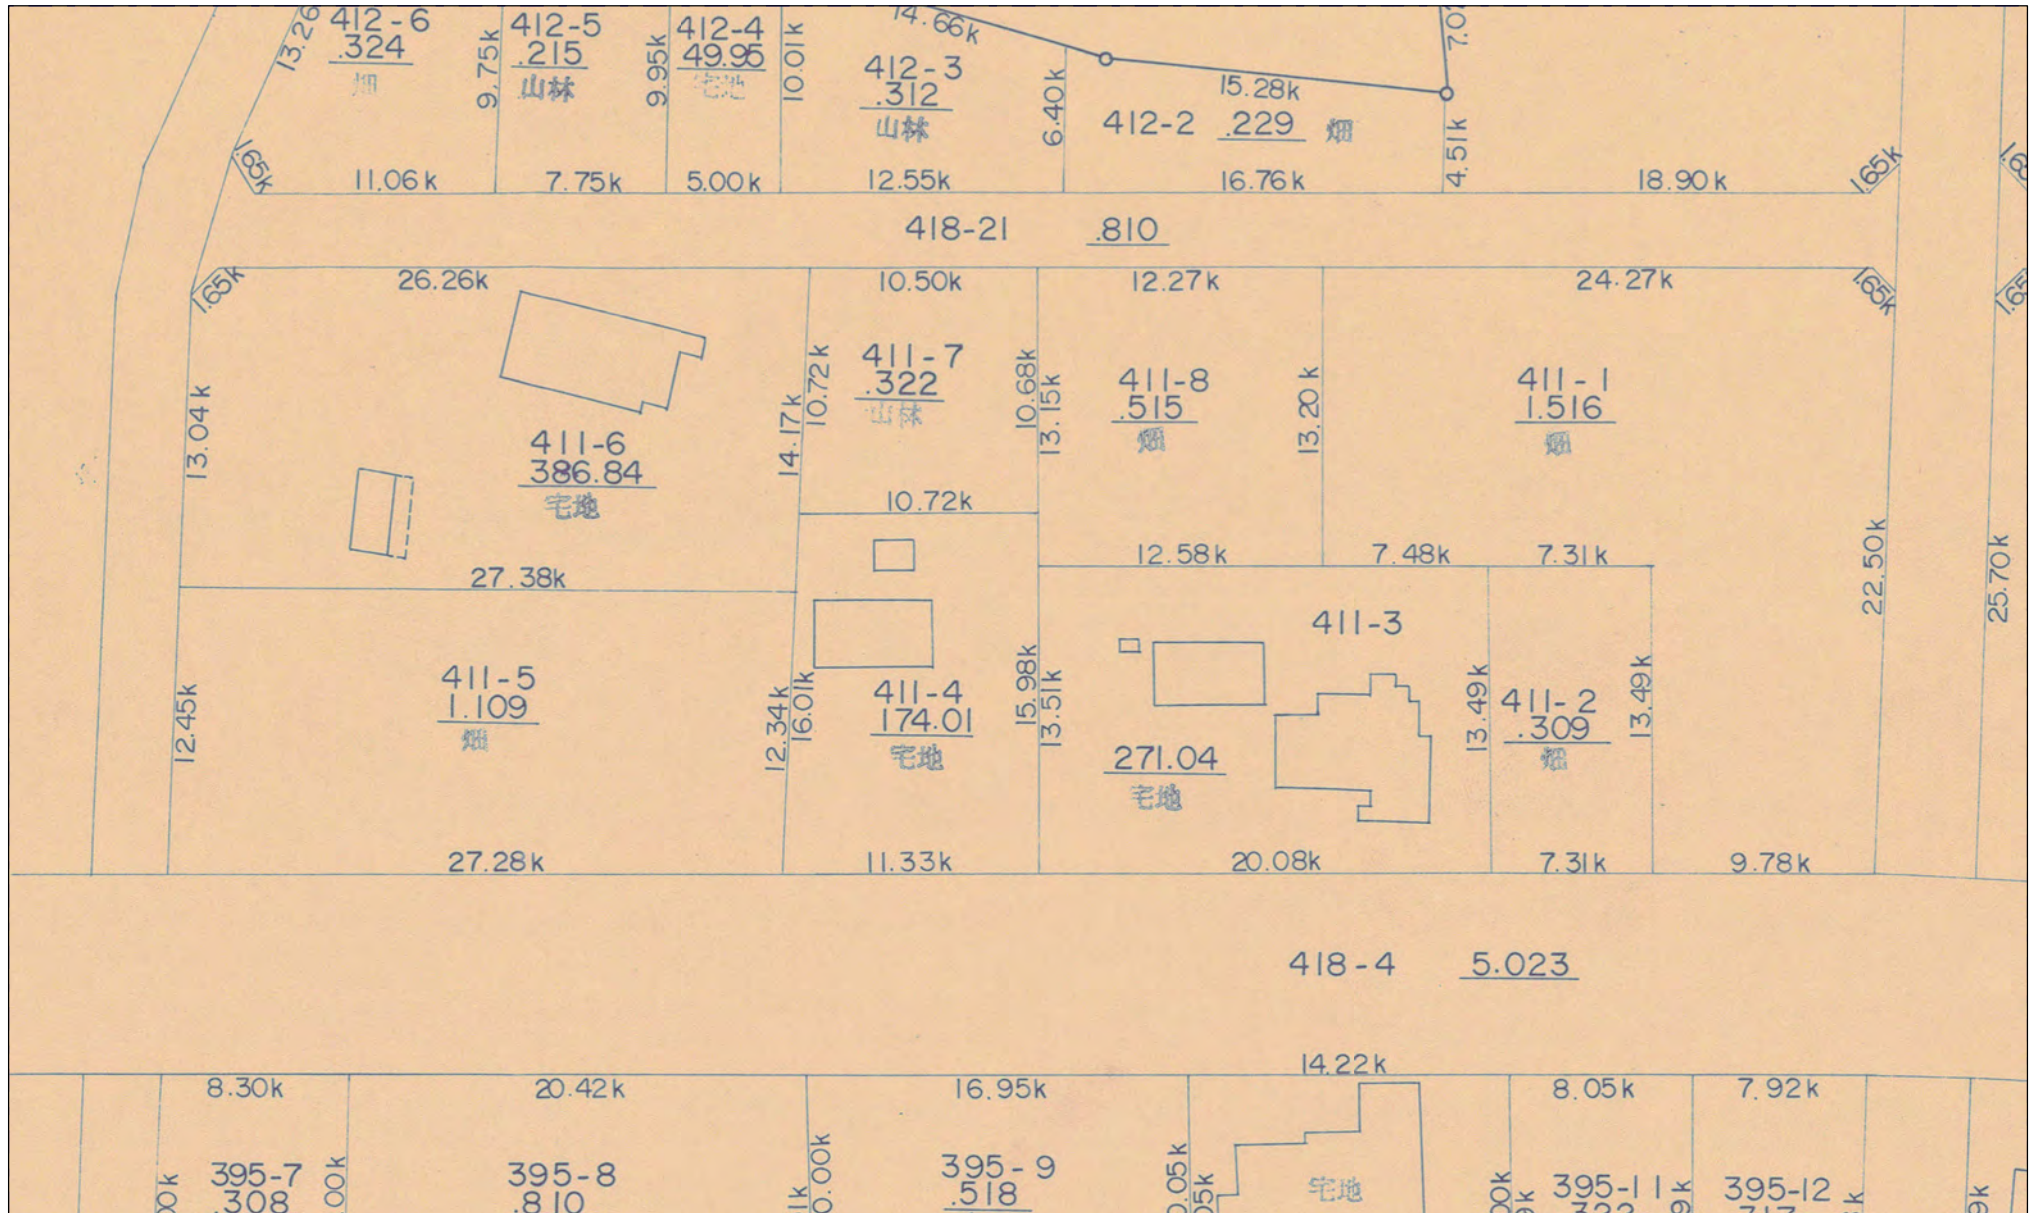 13.26
412-6
.324
畑
9.75k
412-5
.215
山林
9.95k
412-4
49.95
宅地
10.01k
14.66k
412-3
.312
山林
6.40k
15.28k
412-2 .229 畑
4.51k
1.65k
11.06k
7.75k
5.00k
12.55k
16.76k
18.90k
1.65k
418-21 .810
1.65k
26.26k
10.50k
12.27k
24.27k
1.65k
13.04k
411-6
386.84
宅地
14.17k
10.72k
411-7
.322
山林
10.68k
13.15k
411-8
.515
畑
13.20k
411-1
1.516
畑
10.72k
27.38k
12.58k
7.48k
7.31k
22.50k
25.70k
12.45k
411-5
1.109
畑
12.34k
16.01k
411-4
174.01
宅地
15.98k
13.51k
411-3
271.04
宅地
13.49k
411-2
.309
畑
13.49k
27.28k
11.33k
20.08k
7.31k
9.78k
418-4 5.023
14.22k
8.30k
20.42k
16.95k
8.05k
7.92k
395-7
.308
395-8
.810
395-9
.518
宅地
395-11
395-12